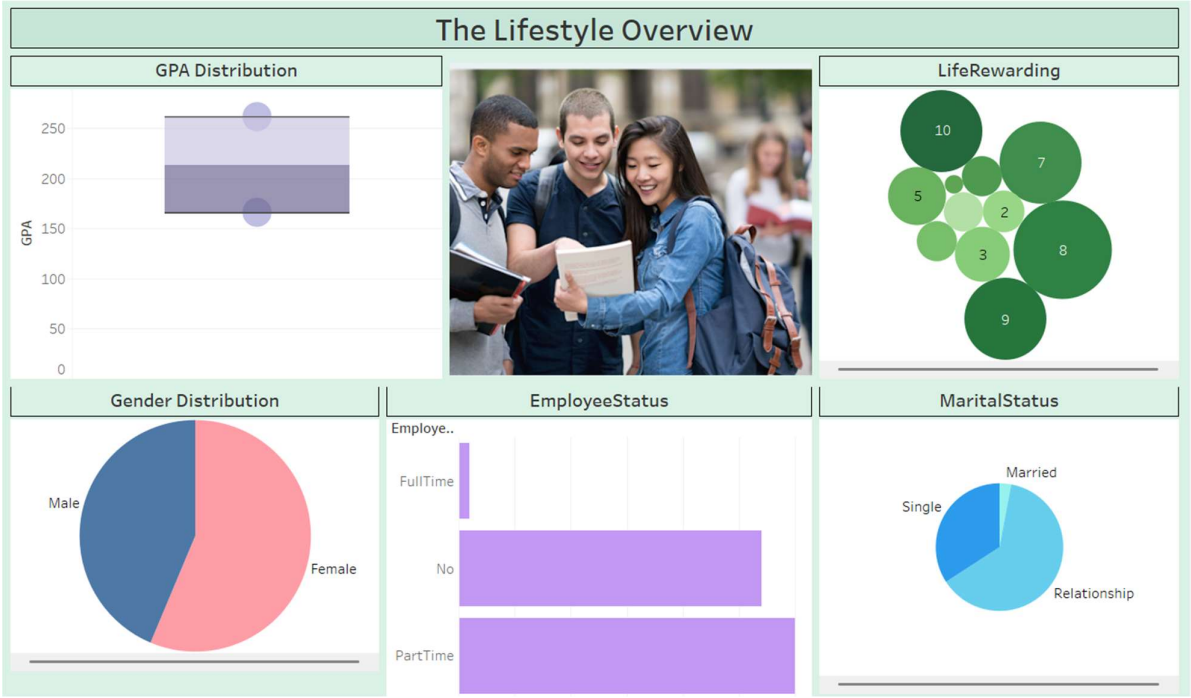 The Lifestyle Overview
GPA Distribution
250
200
150
100
50
0
GPA
LifeRewarding
10
7
5
2
3
8
9
Gender Distribution
Male
Female
EmployeeStatus
Employe..
FullTime
No
PartTime
MaritalStatus
Married
Single
Relationship